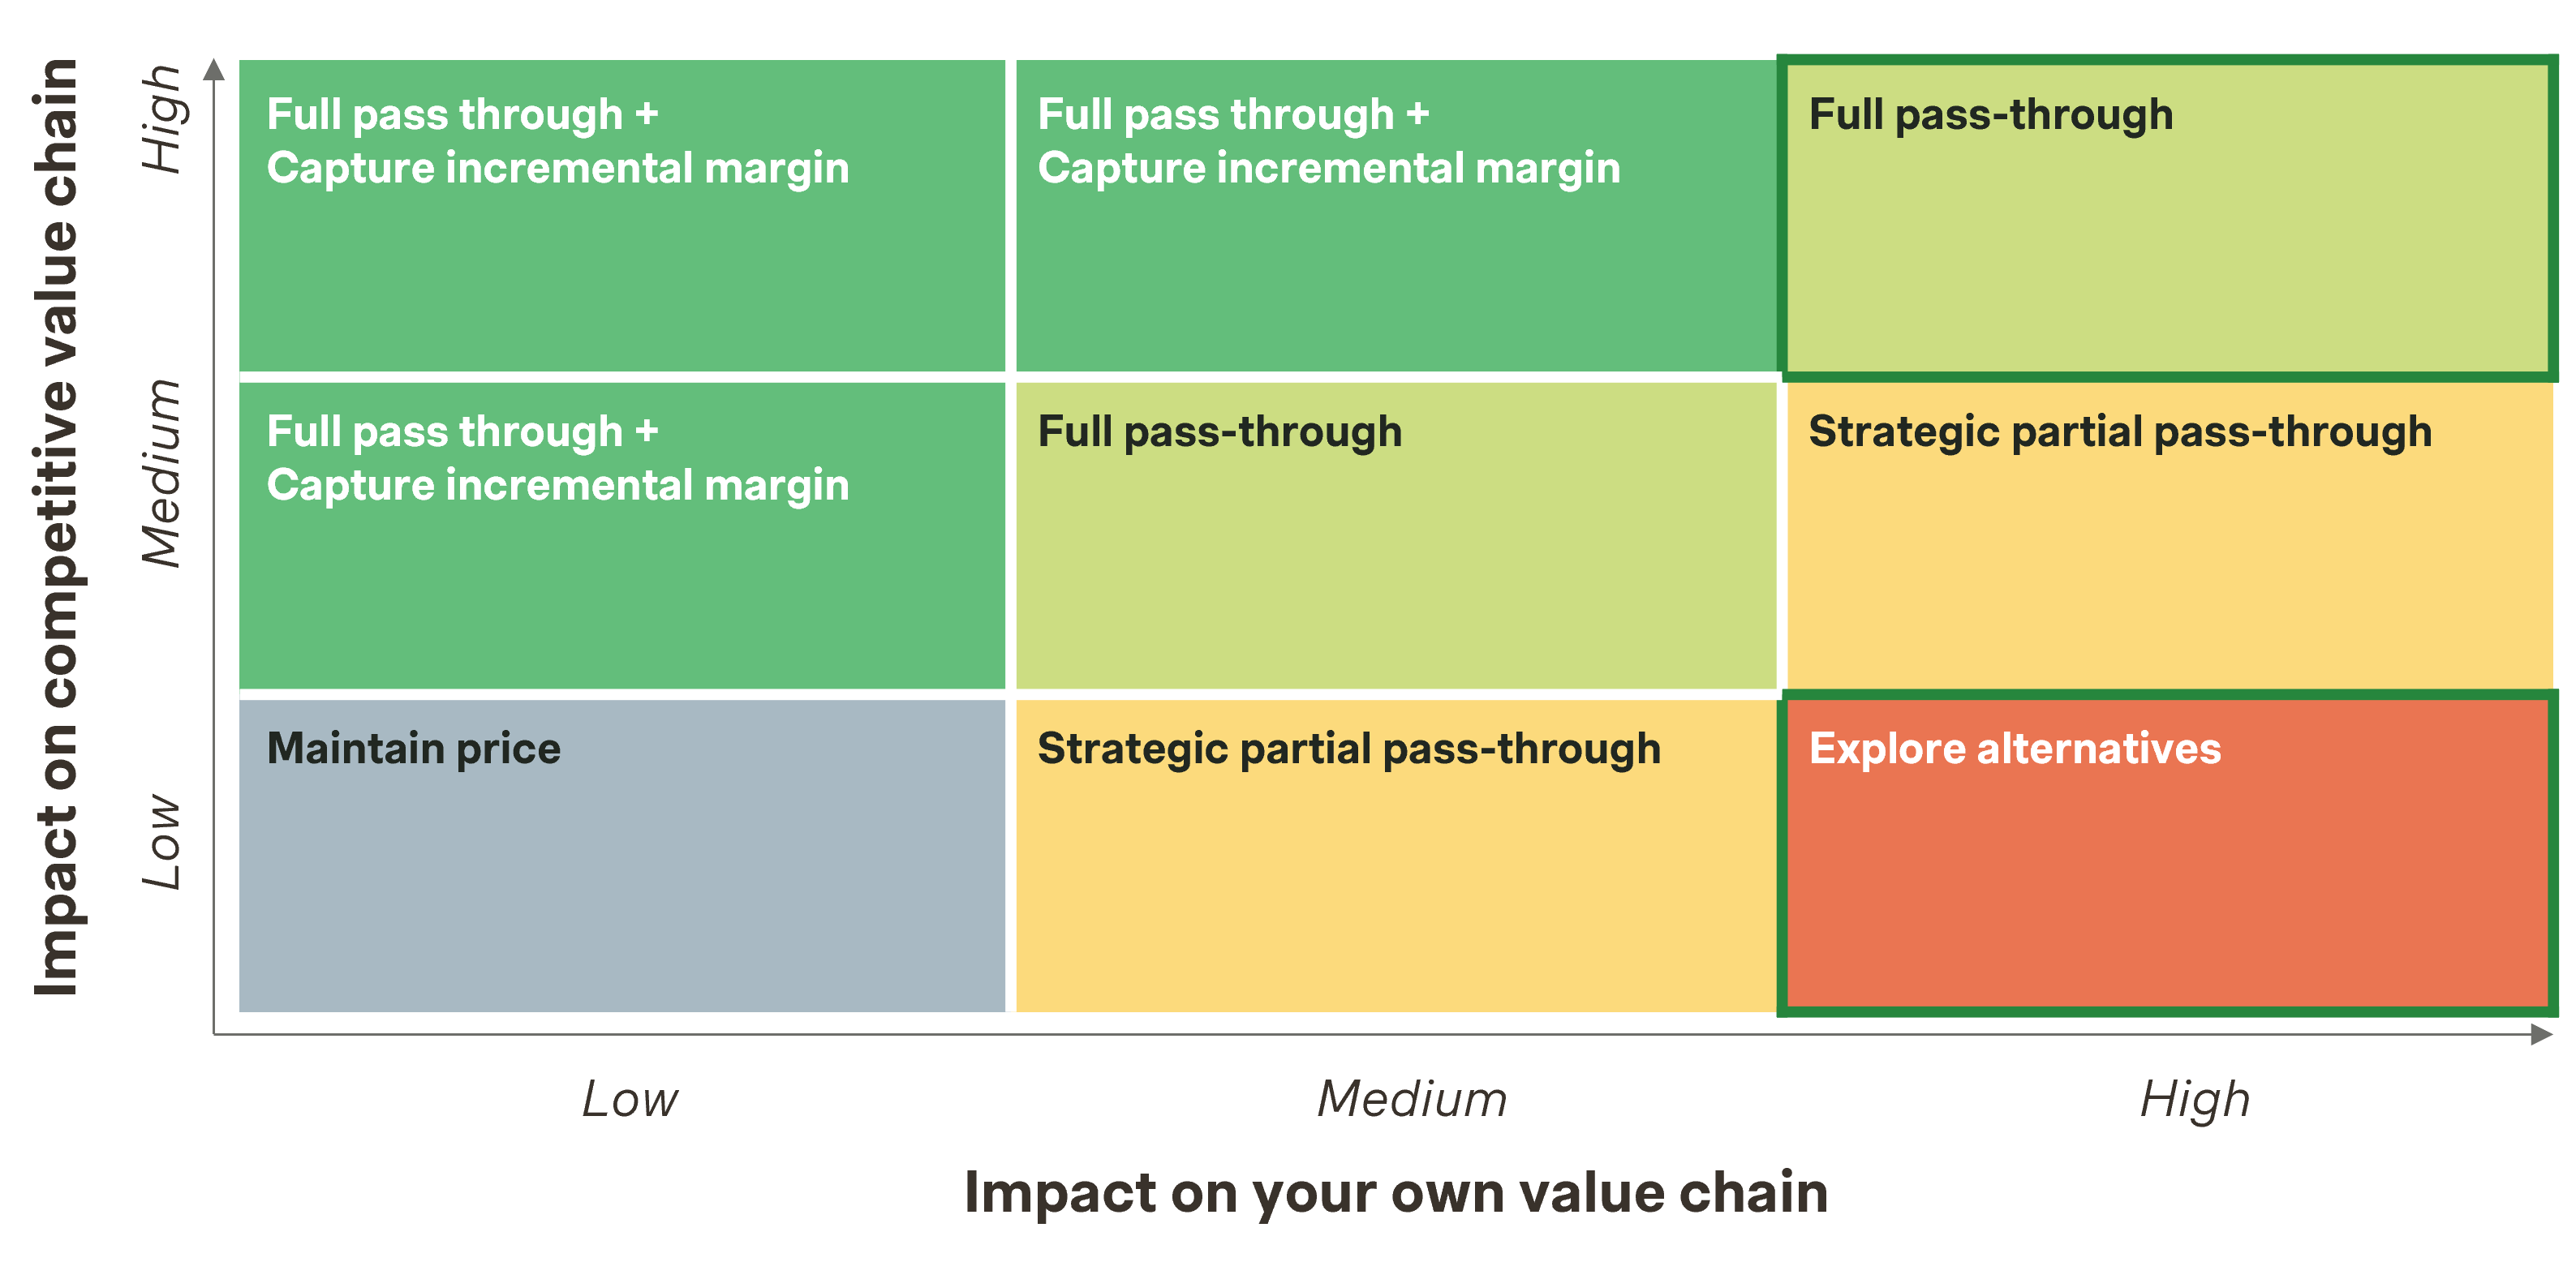 Impact on competitive value chain
High
Medium
Low
Full pass through +
Capture incremental margin
Full pass through +
Capture incremental margin
Full pass-through
Full pass through +
Capture incremental margin
Full pass-through
Strategic partial pass-through
Maintain price
Strategic partial pass-through
Explore alternatives
Low
Medium
High
Impact on your own value chain